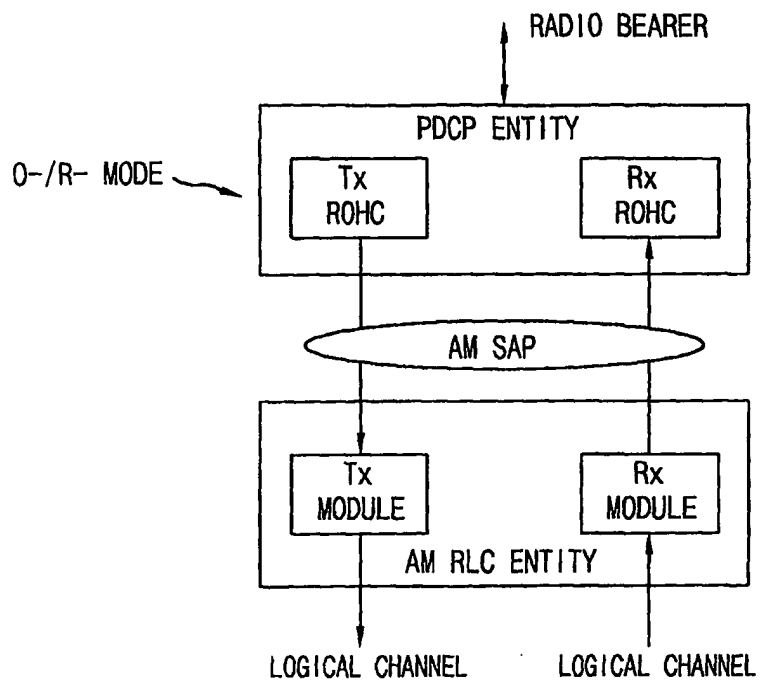 RADIO BEARER
PDCP ENTITY
O-/R- MODE
Tx
ROHC
Rx
ROHC
AM SAP
Tx
MODULE
Rx
MODULE
AM RLC ENTITY
LOGICAL CHANNEL
LOGICAL CHANNEL